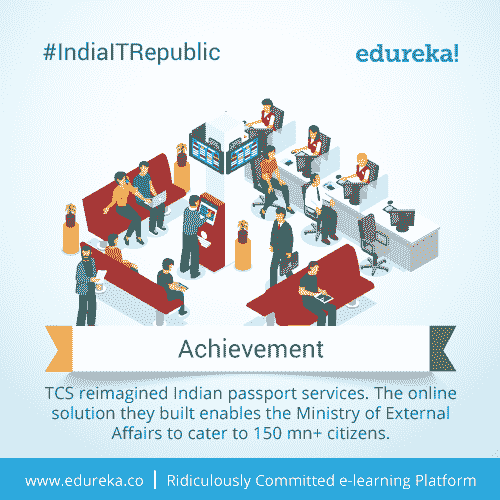 #IndiaITRepublic
edureka!
Achievement
TCS reimagined Indian passport services. The online
solution they built enables the Ministry of External
Affairs to cater to 150 mn+ citizens.
www.edureka.co | Ridiculously Committed e-learning Platform